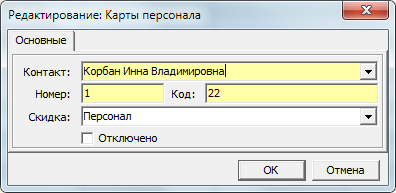 Редактирование: Карты персонала
Основные
Контакт: Корбан Инна Владимировна
Номер: 1 Код: 22
Скидка: Персонал
Отключено
OK Отмена